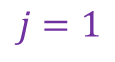 j = 1